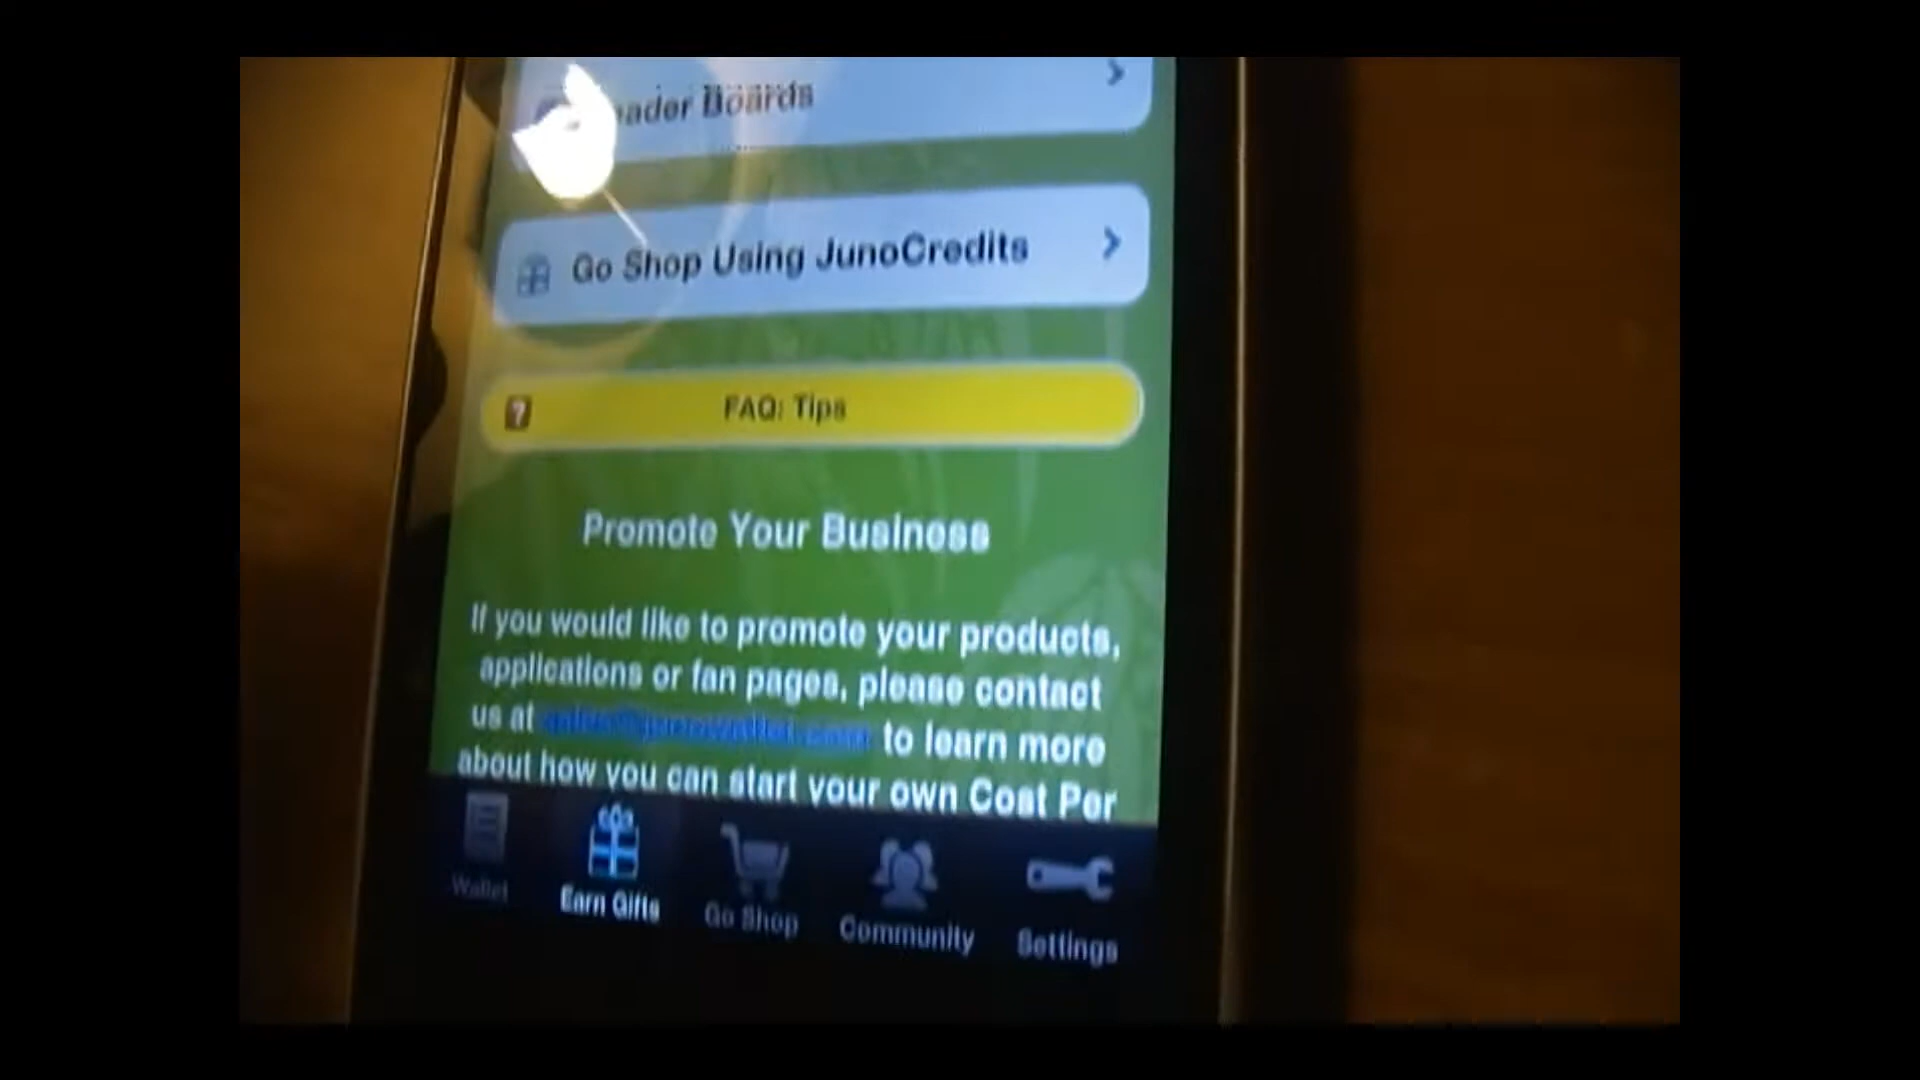 Boards
Go Shop Using JunoCredits
?
FAQ: Tips
Promote Your Business
If you would like to promote your products,
applications or fan pages, please contact
us at to learn more
about how you can start your own Cost Per
Wallet
Earn Gifts
Go Shop
Community
Settings